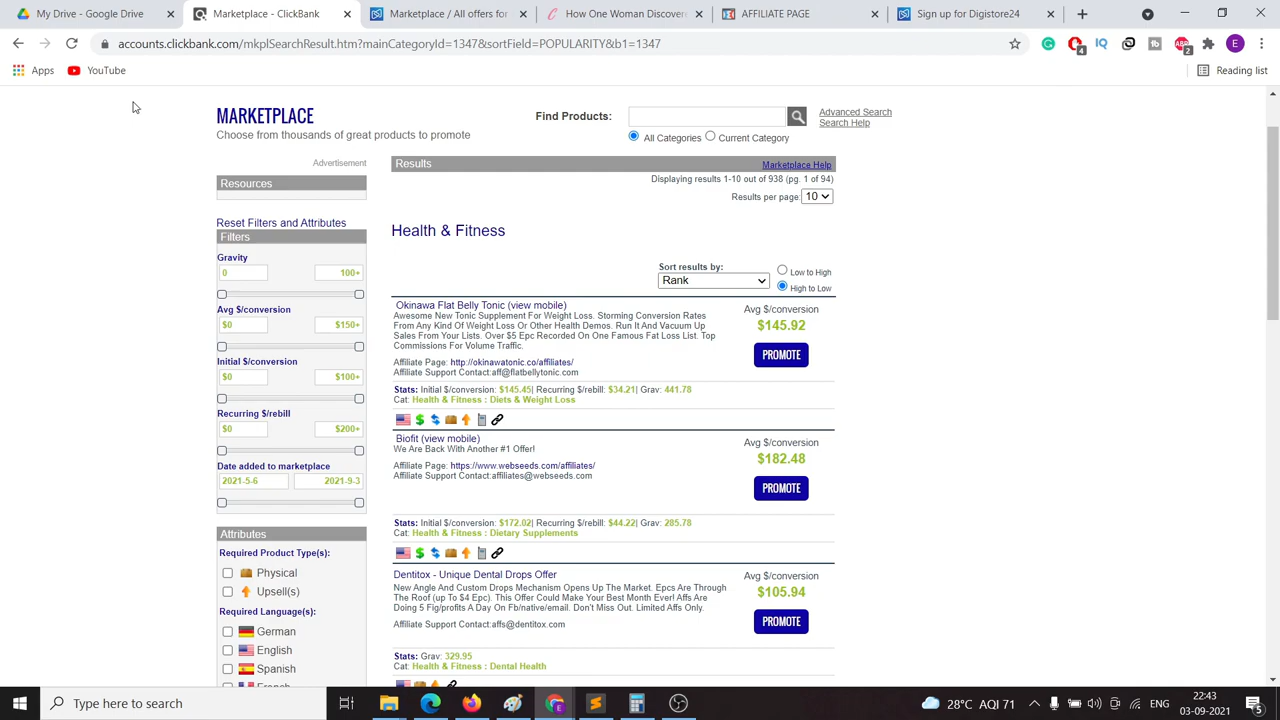 My Drive - Google Drive
All offers for
Home Products Worldwide
AFFILIATE PAGE
Sign up for Digistore24
accounts.clickbank.com/mkplSearchResult.htm?mainCategoryId=1347&sortField=POPULARITY&b1=1347
Apps YouTube Reading list
MARKETPLACE
Choose from thousands of great products to promote
Find Products:
All Categories Current Category
Advanced Search
Search Help
Advertisement
Resources
Reset Filters and Attributes
Filters
Gravity
0 100+
Avg $/conversion
$0 $150+
Initial $/conversion
$0 $100+
Recurring $/rebill
$0 $200+
Date added to marketplace
2021-5-6 2021-9-3
Attributes
Required Product Type(s):
Physical
Upsell(s)
Required Language(s):
German
English
Spanish
Results Marketplace Help
Displaying results 1-10 out of 938 (pg. 1 of 94)
Results per page: 10
Health & Fitness
Sort results by:
Rank
Low to High
High to Low
Okinawa Flat Belly Tonic (view mobile)
Awesome New Tonic Supplement For Weight Loss. Storming Conversion Rates
From Any Kind Of Weight Loss Or Other Health Demos. Run It And Vacuum Up
Sales From Your Lists. Over $5 Epc Recorded On One Famous Fat Loss List. Top
Commissions For Volume Traffic.
Affiliate Page: http://okinawatonic.co/affiliates/
Affiliate Support Contact:aff@flatbellytonic.com
Avg $/conversion
$145.92
PROMOTE
Stats: Initial $/conversion: $145.45| Recurring $/rebill: $34.21| Grav: 441.78
Cat: Health & Fitness : Diets & Weight Loss
Biofit (view mobile)
We Are Back With Another #1 Offer!
Affiliate Page: https://www.webseeds.com/affiliates/
Affiliate Support Contact:affiliates@webseeds.com
Avg $/conversion
$182.48
PROMOTE
Stats: Initial $/conversion: $172.02| Recurring $/rebill: $44.22| Grav: 285.78
Cat: Health & Fitness : Dietary Supplements
Dentitox - Unique Dental Drops Offer
New Angle And Custom Drops Mechanism Opens Up The Market. Epcs Are Through
The Roof (up To $4 Epc). This Offer Could Make Your Best Month Ever! Affs Are
Doing 5 Fig/profits A Day On Fb/native/email. Don't Miss Out. Limited Affs Only.
Affiliate Support Contact:affs@dentitox.com
Avg $/conversion
$105.94
PROMOTE
Stats: Grav: 329.95
Cat: Health & Fitness : Dental Health
Type here to search
28°C AQI 71
ENG
22:43
03-09-2021